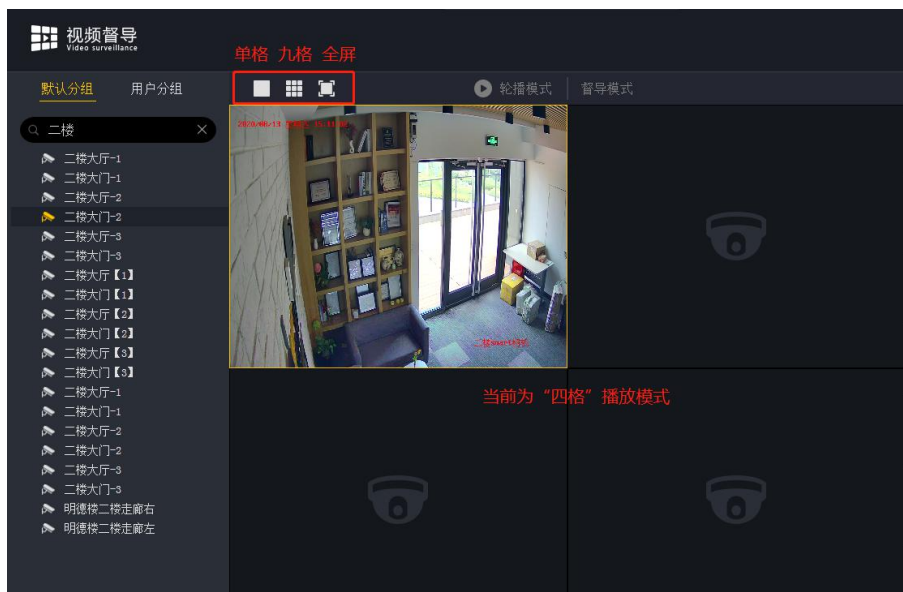 视频督导
Video surveillance
单格 九格 全屏
默认分组 用户分组
轮播模式 督导模式
二楼
二楼大厅-1
二楼大门-1
二楼大厅-2
二楼大门-2
二楼大厅-3
二楼大门-3
二楼大厅【1】
二楼大门【1】
二楼大厅【2】
二楼大门【2】
二楼大厅【3】
二楼大门【3】
二楼大厅-1
二楼大门-1
二楼大厅-2
二楼大门-2
二楼大厅-3
二楼大门-3
明德楼二楼走廊右
明德楼二楼走廊左
当前为“四格”播放模式